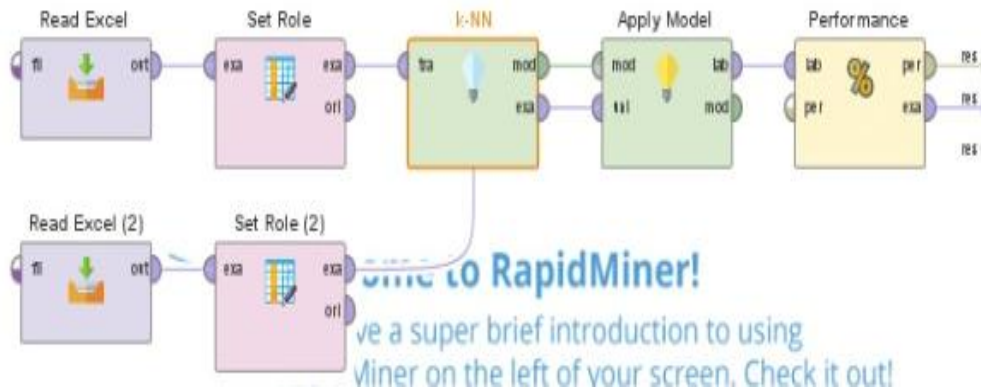 Read Excel Set Role k-NN Apply Model Performance
fil out exa exa tra mod mod lab lab per res
ori exa mod per exa res
res
Read Excel (2) Set Role (2)
fil out exa exa
ori
to RapidMiner!
ve a super brief introduction to using
Miner on the left of your screen. Check it out!